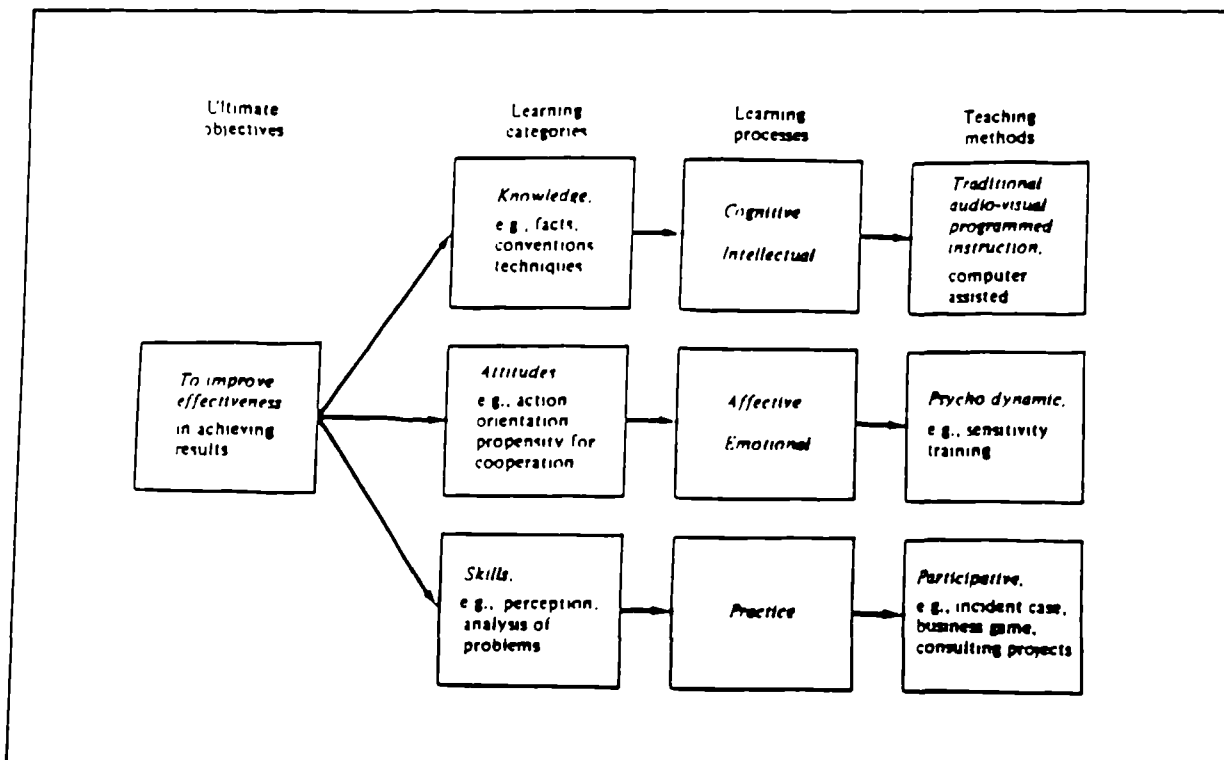 Ultimate
objectives
Learning
categories
Learning
processes
Teaching
methods
Knowledge,
e.g., facts,
conventions
techniques
Cognitive
Intellectual
Traditional
audio-visual
programmed
instruction,
computer
assisted
To improve
effectiveness
in achieving
results
Attitudes
e.g., action
orientation
propensity for
cooperation
Affective
Emotional
Psycho dynamic,
e.g., sensitivity
training
Skills,
e.g., perception,
analysis of
problems
Practice
Participative,
e.g., incident case,
business game,
consulting projects